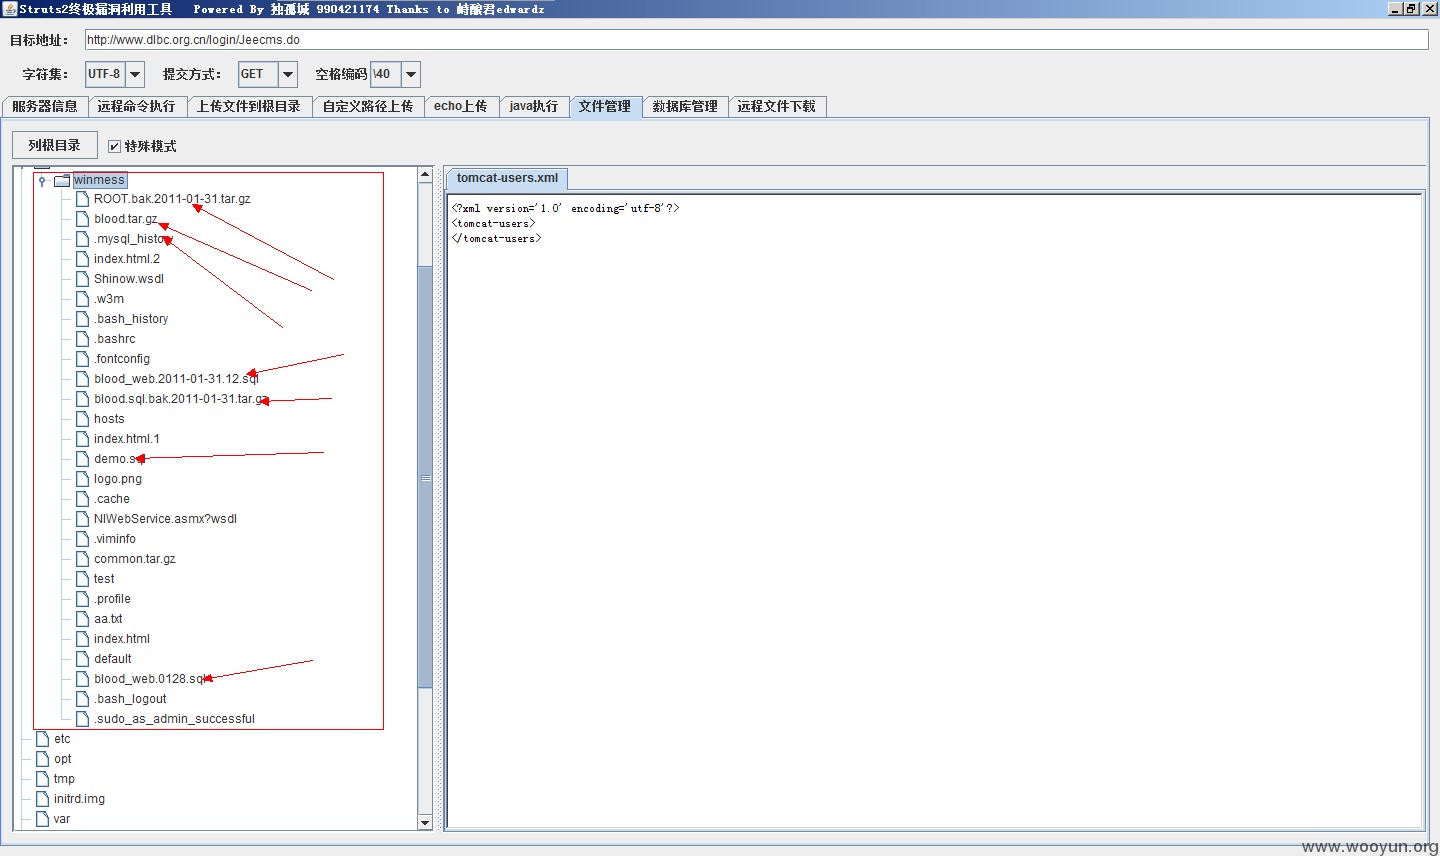 Struts2终极漏洞利用工具 Powered By 独孤城 990421174 Thanks to 峙酿君edwardz
目标地址： http://www.dlbc.org.cn/login/Jeecms.do
字符集： UTF-8 提交方式： GET 空格编码 \40
服务器信息 远程命令执行 上传文件到根目录 自定义路径上传 echo上传 java执行 文件管理 数据库管理 远程文件下载
列根目录 特殊模式
winmess
ROOT.bak.2011-01-31.tar.gz
blood.tar.gz
.mysql_history
index.html.2
Shinow.wsdl
.w3m
.bash_history
.bashrc
.fontconfig
blood_web.2011-01-31.12.sql
blood.sql.bak.2011-01-31.tar.gz
hosts
index.html.1
demo.sql
logo.png
.cache
NIWebService.asmx?wsdl
.viminfo
common.tar.gz
test
.profile
aa.txt
index.html
default
blood_web.0128.sql
.bash_logout
.sudo_as_admin_successful
etc
opt
tmp
initrd.img
var
tomcat-users.xml
<?xml version='1.0' encoding='utf-8'?>
<tomcat-users>
</tomcat-users>
www.wooyun.org